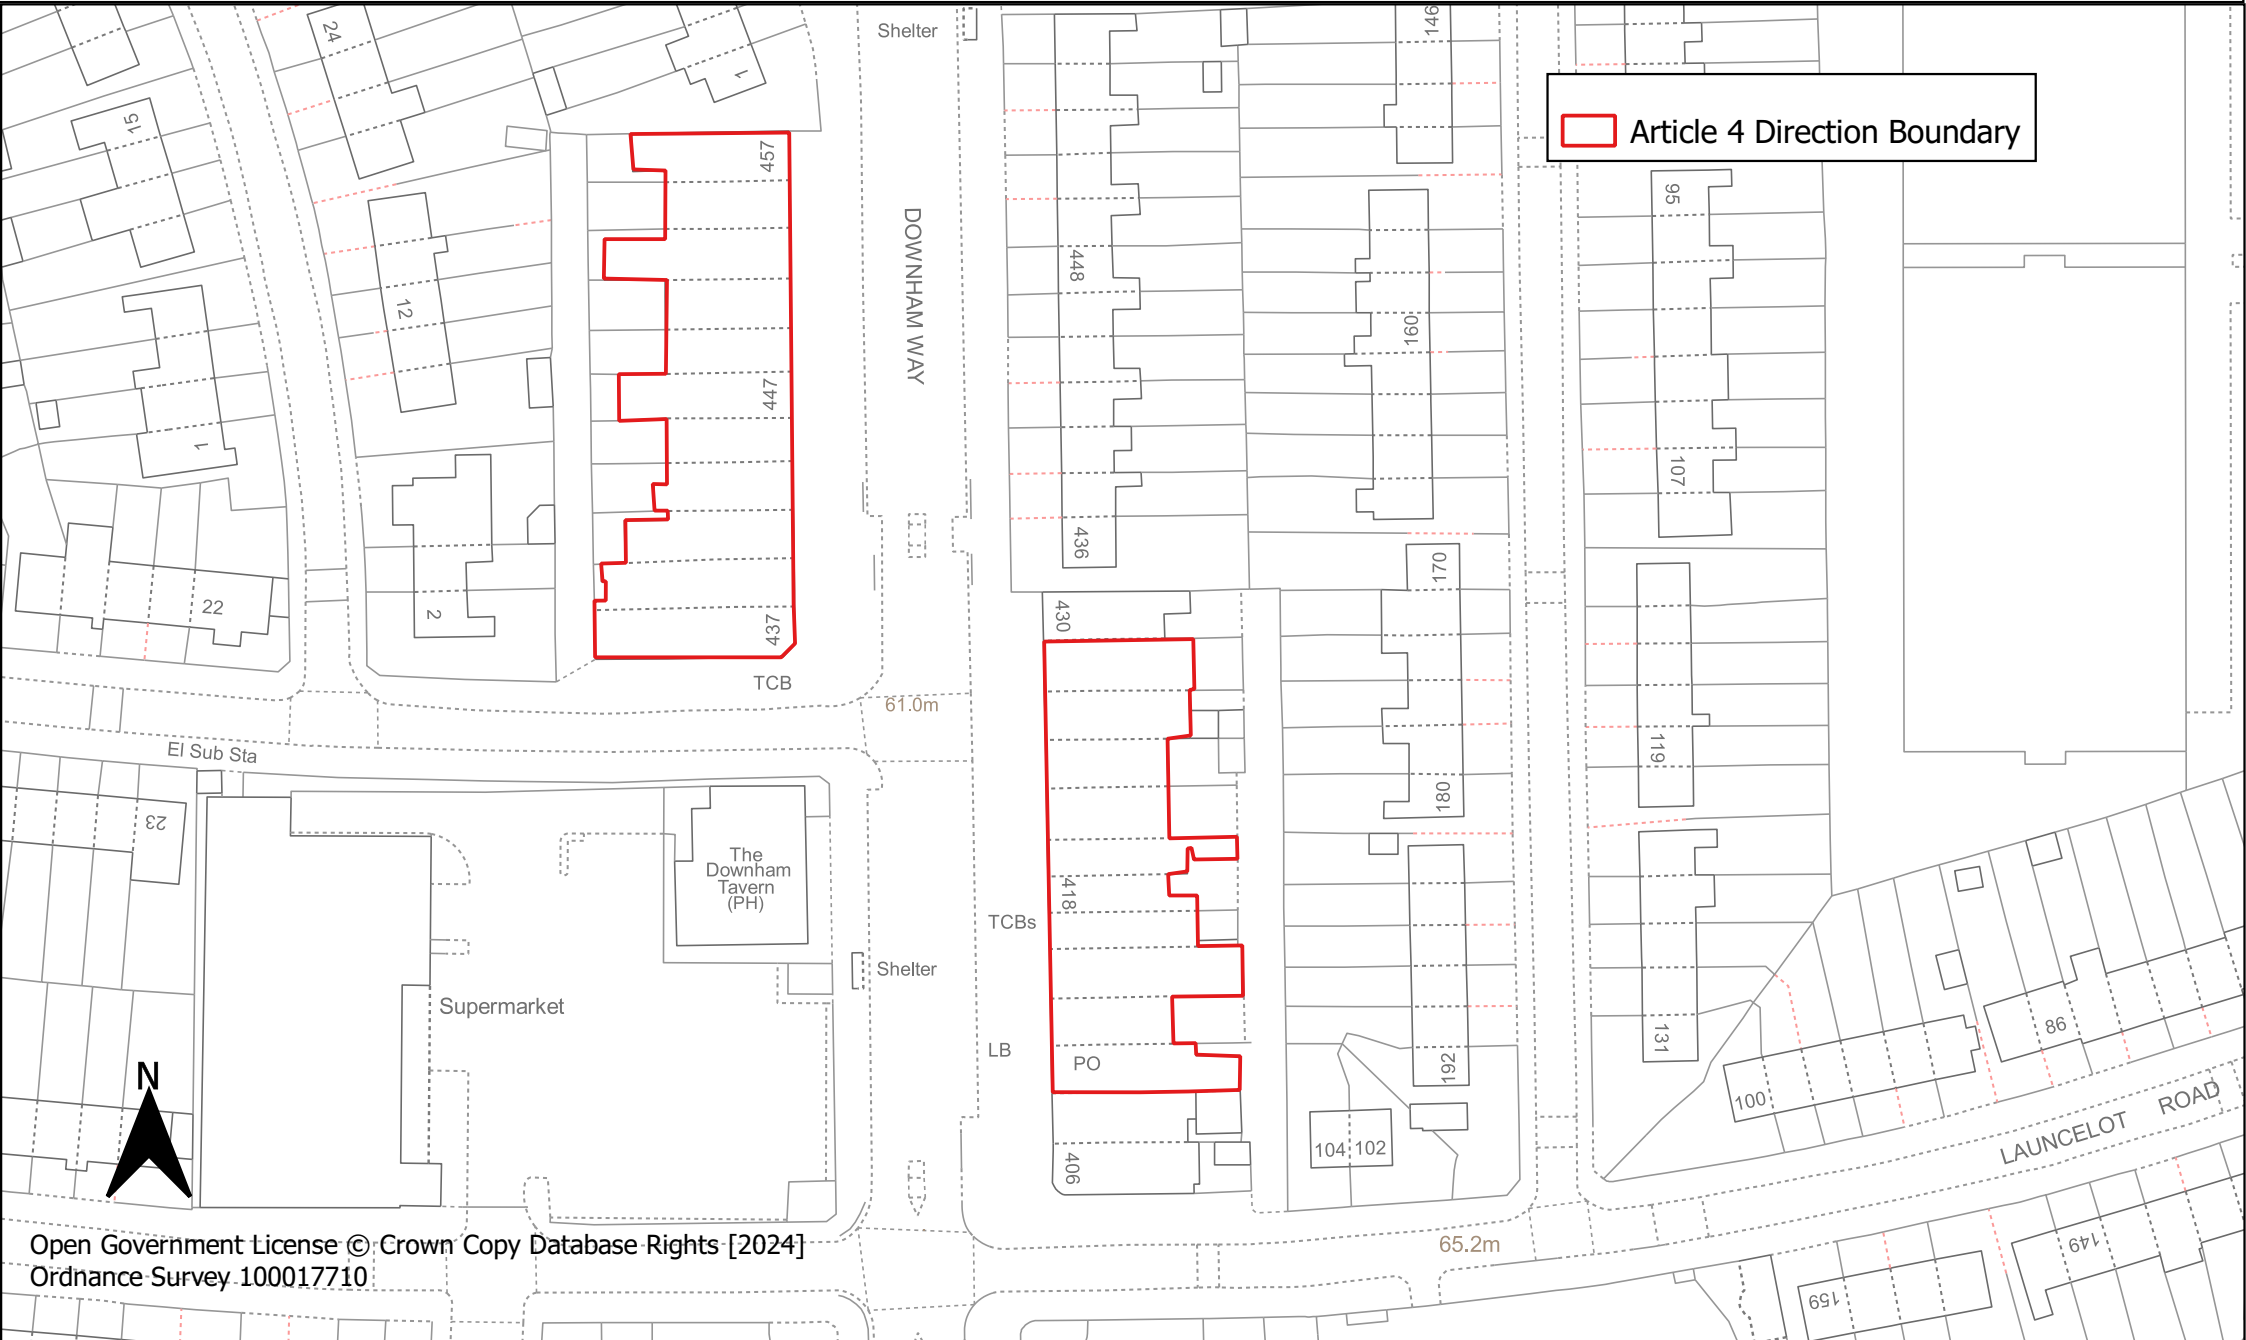 24
1
Shelter
146
15
457
Article 4 Direction Boundary
95
DOWNHAM WAY
448
12
160
447
1
107
436
170
22
2
430
437
TCB
61.0m
119
El Sub Sta
180
23
The
Downham
Tavern
(PH)
418
TCBs
Shelter
Supermarket
131
98
LB
PO
192
N
100
LAUNCELOT ROAD
104
102
406
65.2m
149
159
Open Government License © Crown Copy Database Rights [2024]
Ordnance Survey 100017710